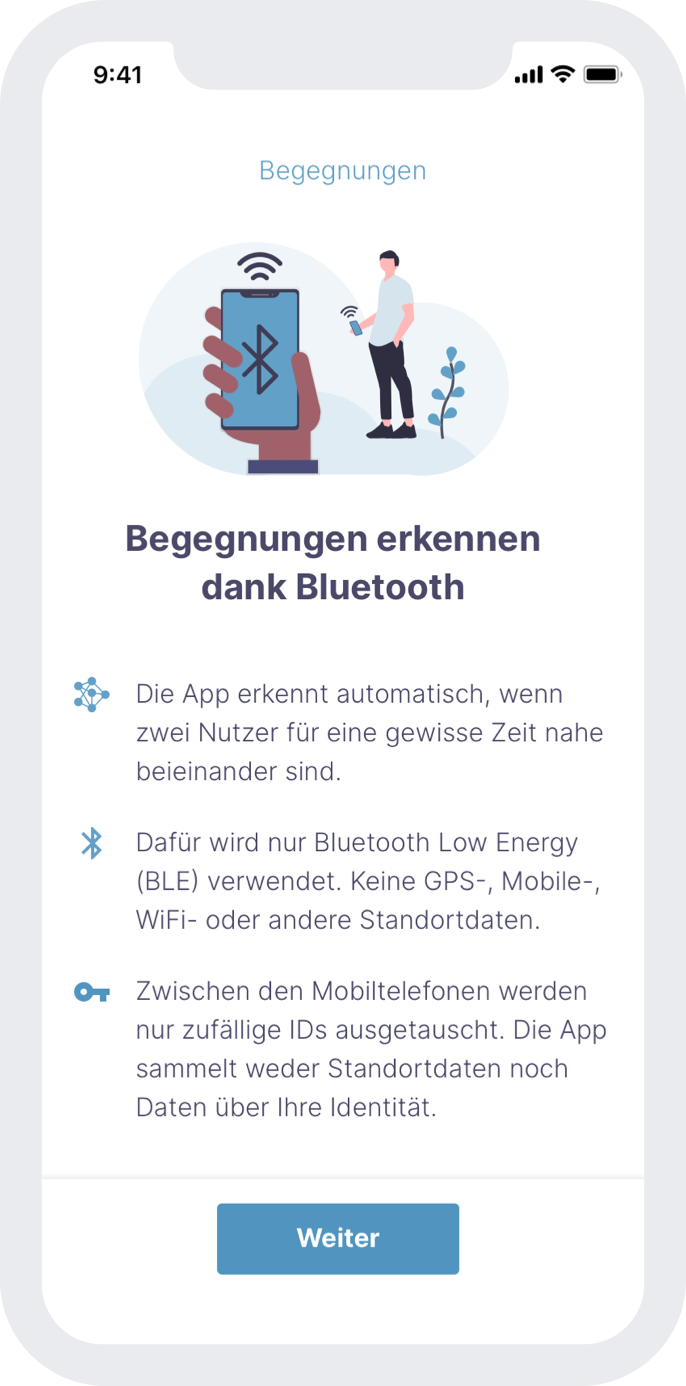 9:41
Begegnungen
Begegnungen erkennen
dank Bluetooth
Die App erkennt automatisch, wenn
zwei Nutzer für eine gewisse Zeit nahe
beieinander sind.
Dafür wird nur Bluetooth Low Energy
(BLE) verwendet. Keine GPS-, Mobile-,
WiFi- oder andere Standortdaten.
Zwischen den Mobiltelefonen werden
nur zufällige IDs ausgetauscht. Die App
sammelt weder Standortdaten noch
Daten über Ihre Identität.
Weiter